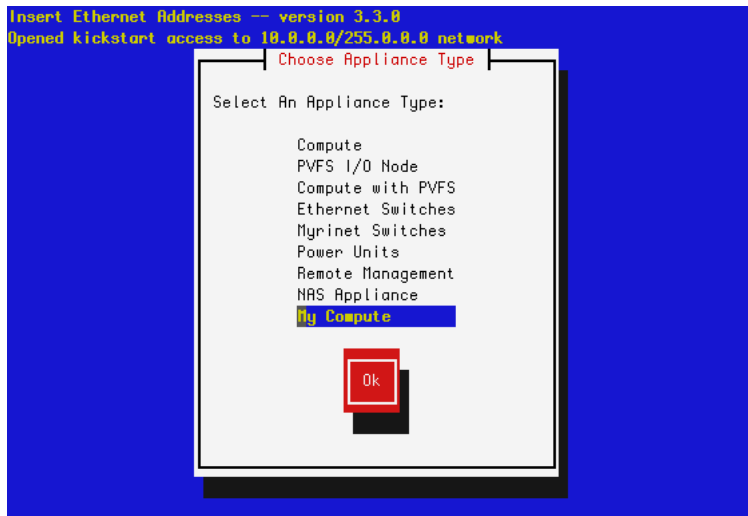 Insert Ethernet Addresses -- version 3.3.0
Opened kickstart access to 10.0.0.0/255.0.0.0 network
Choose Appliance Type
Select An Appliance Type:
Compute
PVFS I/O Node
Compute with PVFS
Ethernet Switches
Myrinet Switches
Power Units
Remote Management
NAS Appliance
My Compute
Ok